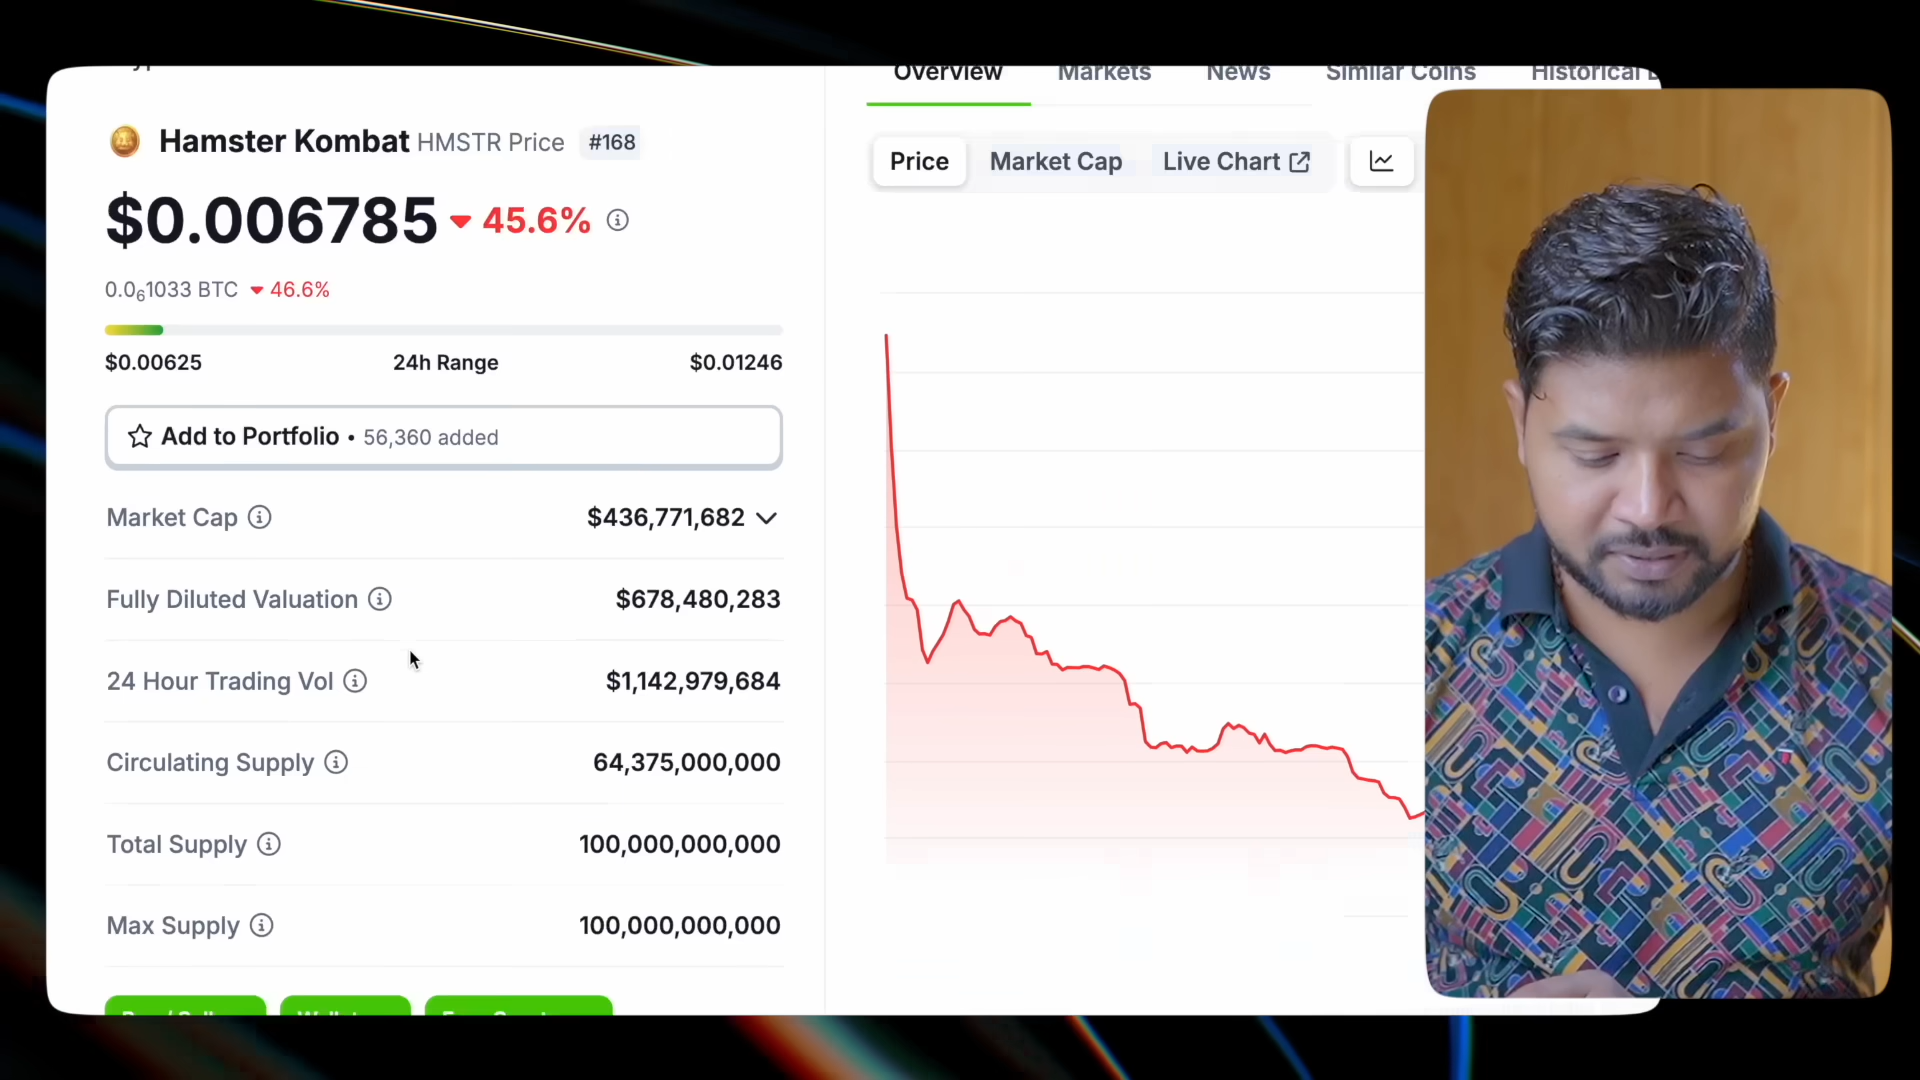 Overview Markets News Similar Coins Historical
Hamster Kombat HMSTR Price #168
Price Market Cap Live Chart
$0.006785 45.6%
0.0₆1033 BTC 46.6%
$0.00625 24h Range $0.01246
Add to Portfolio • 56,360 added
Market Cap $436,771,682
Fully Diluted Valuation $678,480,283
24 Hour Trading Vol $1,142,979,684
Circulating Supply 64,375,000,000
Total Supply 100,000,000,000
Max Supply 100,000,000,000